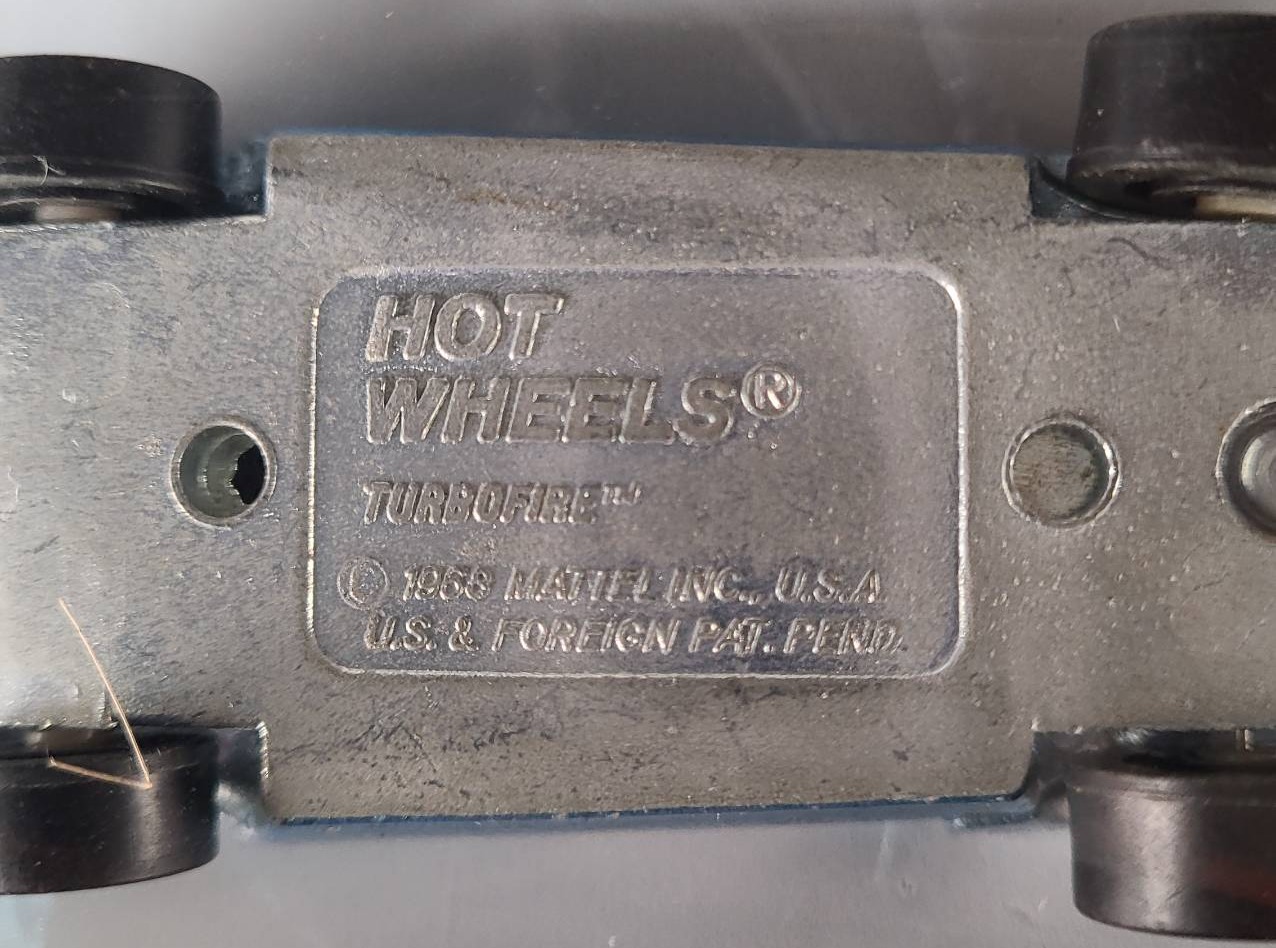 HOT
WHEELS®
TURBOFIRE™
© 1968 MATTEL INC., U.S.A
U.S. & FOREIGN PAT. PEND.